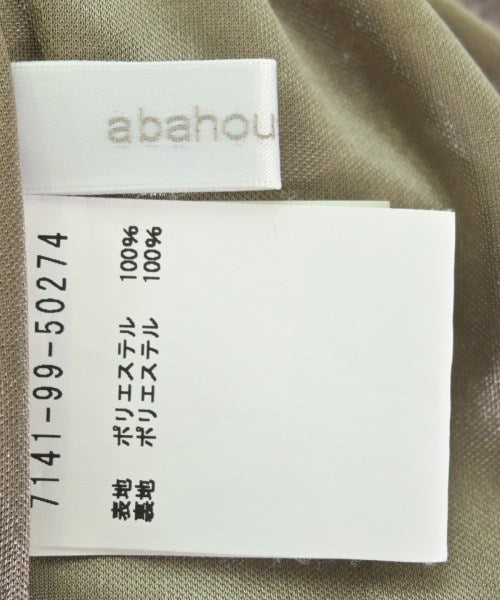 abahou
7141-99-50274
表地 ポリエステル 100%
裏地 ポリエステル 100%